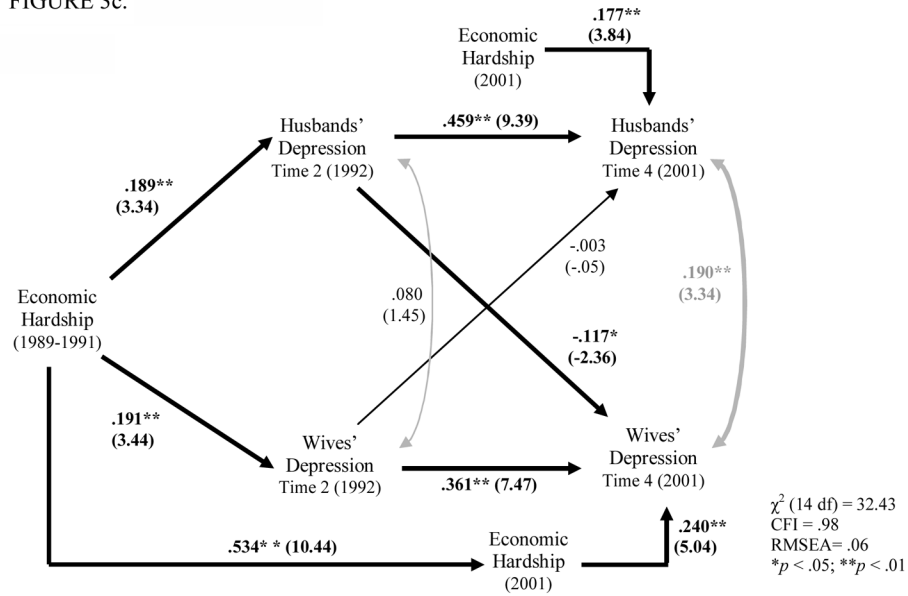 FIGURE 3c.
.177**
(3.84)
Economic
Hardship
(2001)
Husbands’
Depression
Time 2 (1992)
.459** (9.39)
Husbands’
Depression
Time 4 (2001)
.189**
(3.34)
-.003
(-.05)
.190**
(3.34)
Economic
Hardship
(1989-1991)
.080
(1.45)
-.117*
(-2.36)
.191**
(3.44)
Wives’
Depression
Time 2 (1992)
.361** (7.47)
Wives’
Depression
Time 4 (2001)
.534* * (10.44)
Economic
Hardship
(2001)
.240**
(5.04)
χ² (14 df) = 32.43
CFI = .98
RMSEA= .06
*p < .05; **p < .01